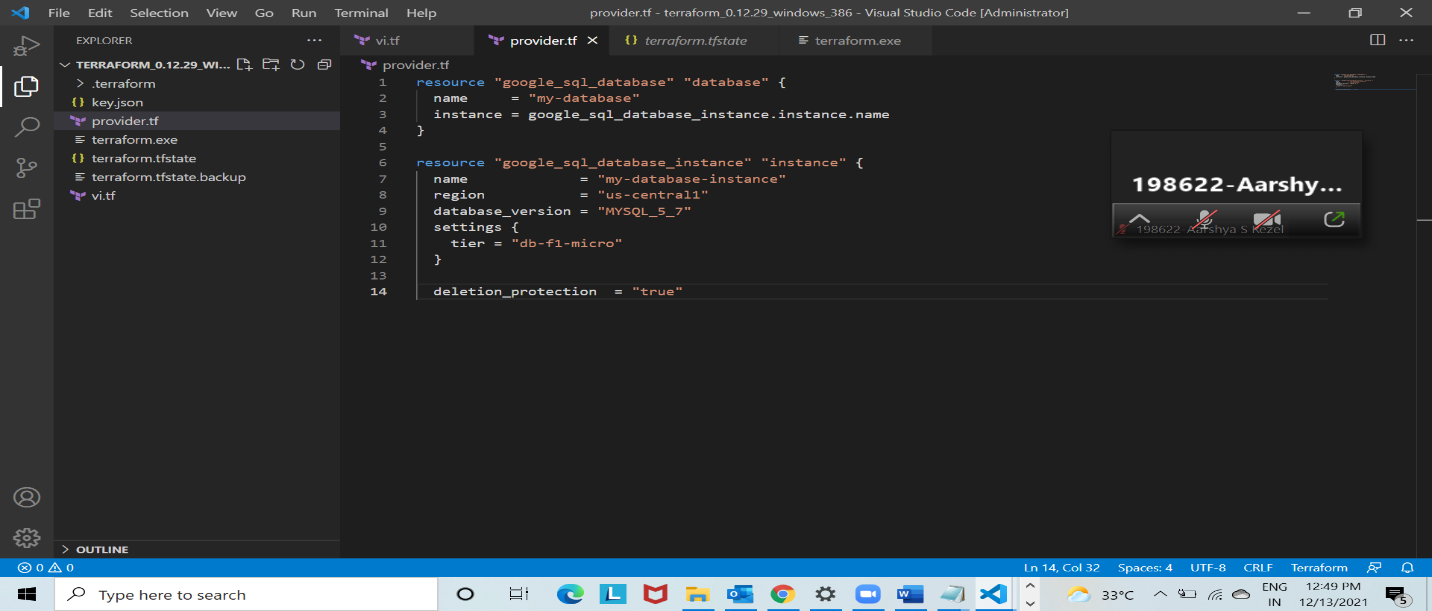 File Edit Selection View Go Run Terminal Help
provider.tf - terraform_0.12.29_windows_386 - Visual Studio Code [Administrator]
EXPLORER
vi.tf
provider.tf
terraform.tfstate
terraform.exe
TERRAFORM_0.12.29_WI...
.terraform
key.json
provider.tf
terraform.exe
terraform.tfstate
terraform.tfstate.backup
vi.tf
OUTLINE
provider.tf
1 resource "google_sql_database" "database" {
2 name     = "my-database"
3 instance = google_sql_database_instance.instance.name
4 }
5
6 resource "google_sql_database_instance" "instance" {
7 name             = "my-database-instance"
8 region           = "us-central1"
9 database_version = "MYSQL_5_7"
10 settings {
11 tier = "db-f1-micro"
12 }
13
14 deletion_protection  = "true"
198622-Aarshy...
198622-Aarshya S Rezel
0 0
Ln 14, Col 32 Spaces: 4 UTF-8 CRLF Terraform
Type here to search
33°C
ENG
IN
12:49 PM
12/13/2021
5